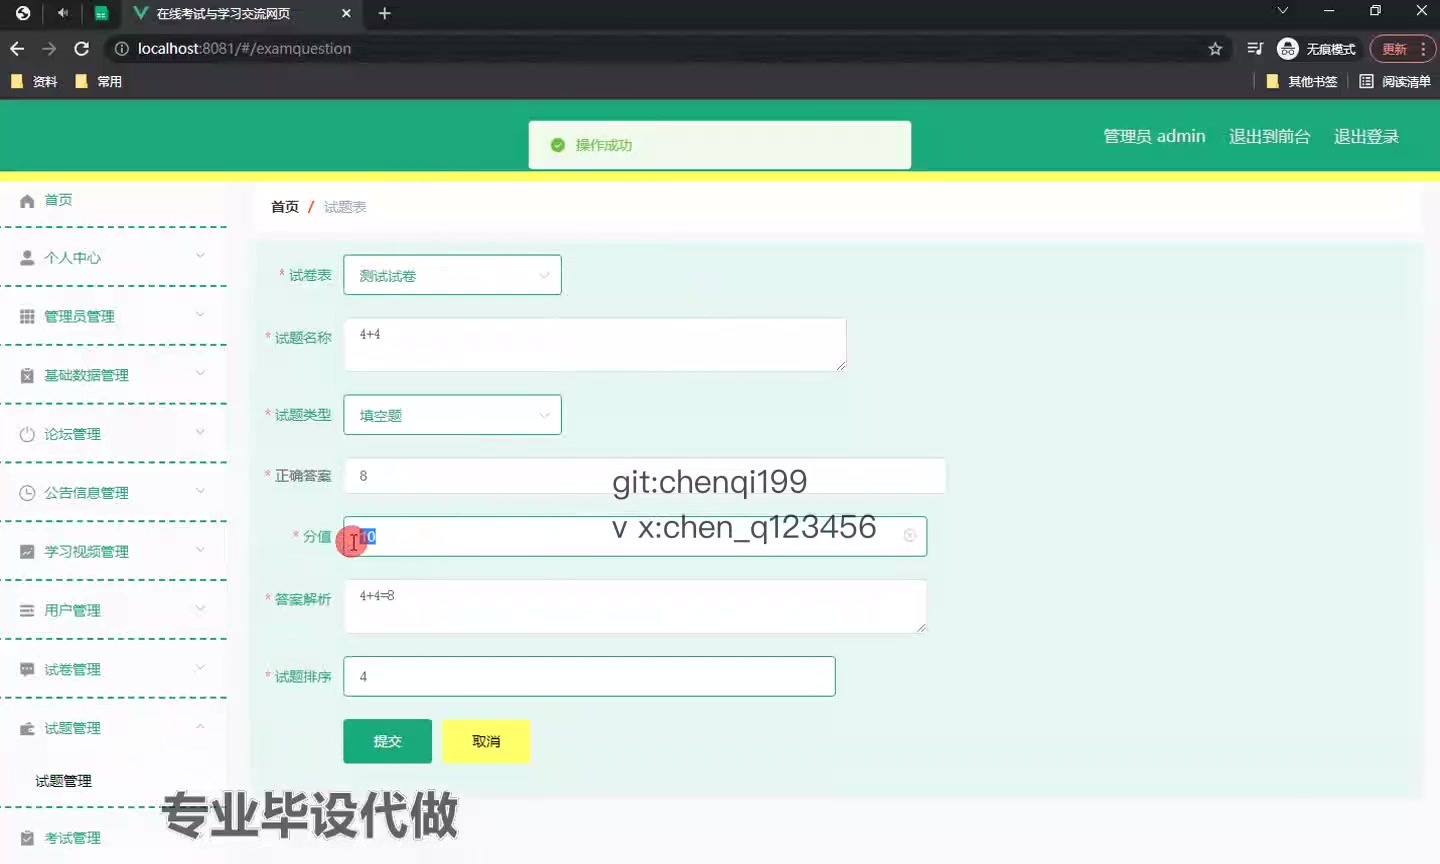 在线考试与学习交流网页
localhost:8081/#/examquestion
无痕模式
更新
资料
常用
其他书签
阅读清单
操作成功
管理员 admin
退出到前台
退出登录
首页
个人中心
管理员管理
基础数据管理
论坛管理
公告信息管理
学习视频管理
用户管理
试卷管理
试题管理
试题管理
考试管理
首页 / 试题表
* 试卷表 测试试卷
* 试题名称 4+4
* 试题类型 填空题
* 正确答案 8
* 分值 10
* 答案解析 4+4=8
* 试题排序 4
提交
取消
git:chenqi199
v x:chen_q123456
专业毕设代做